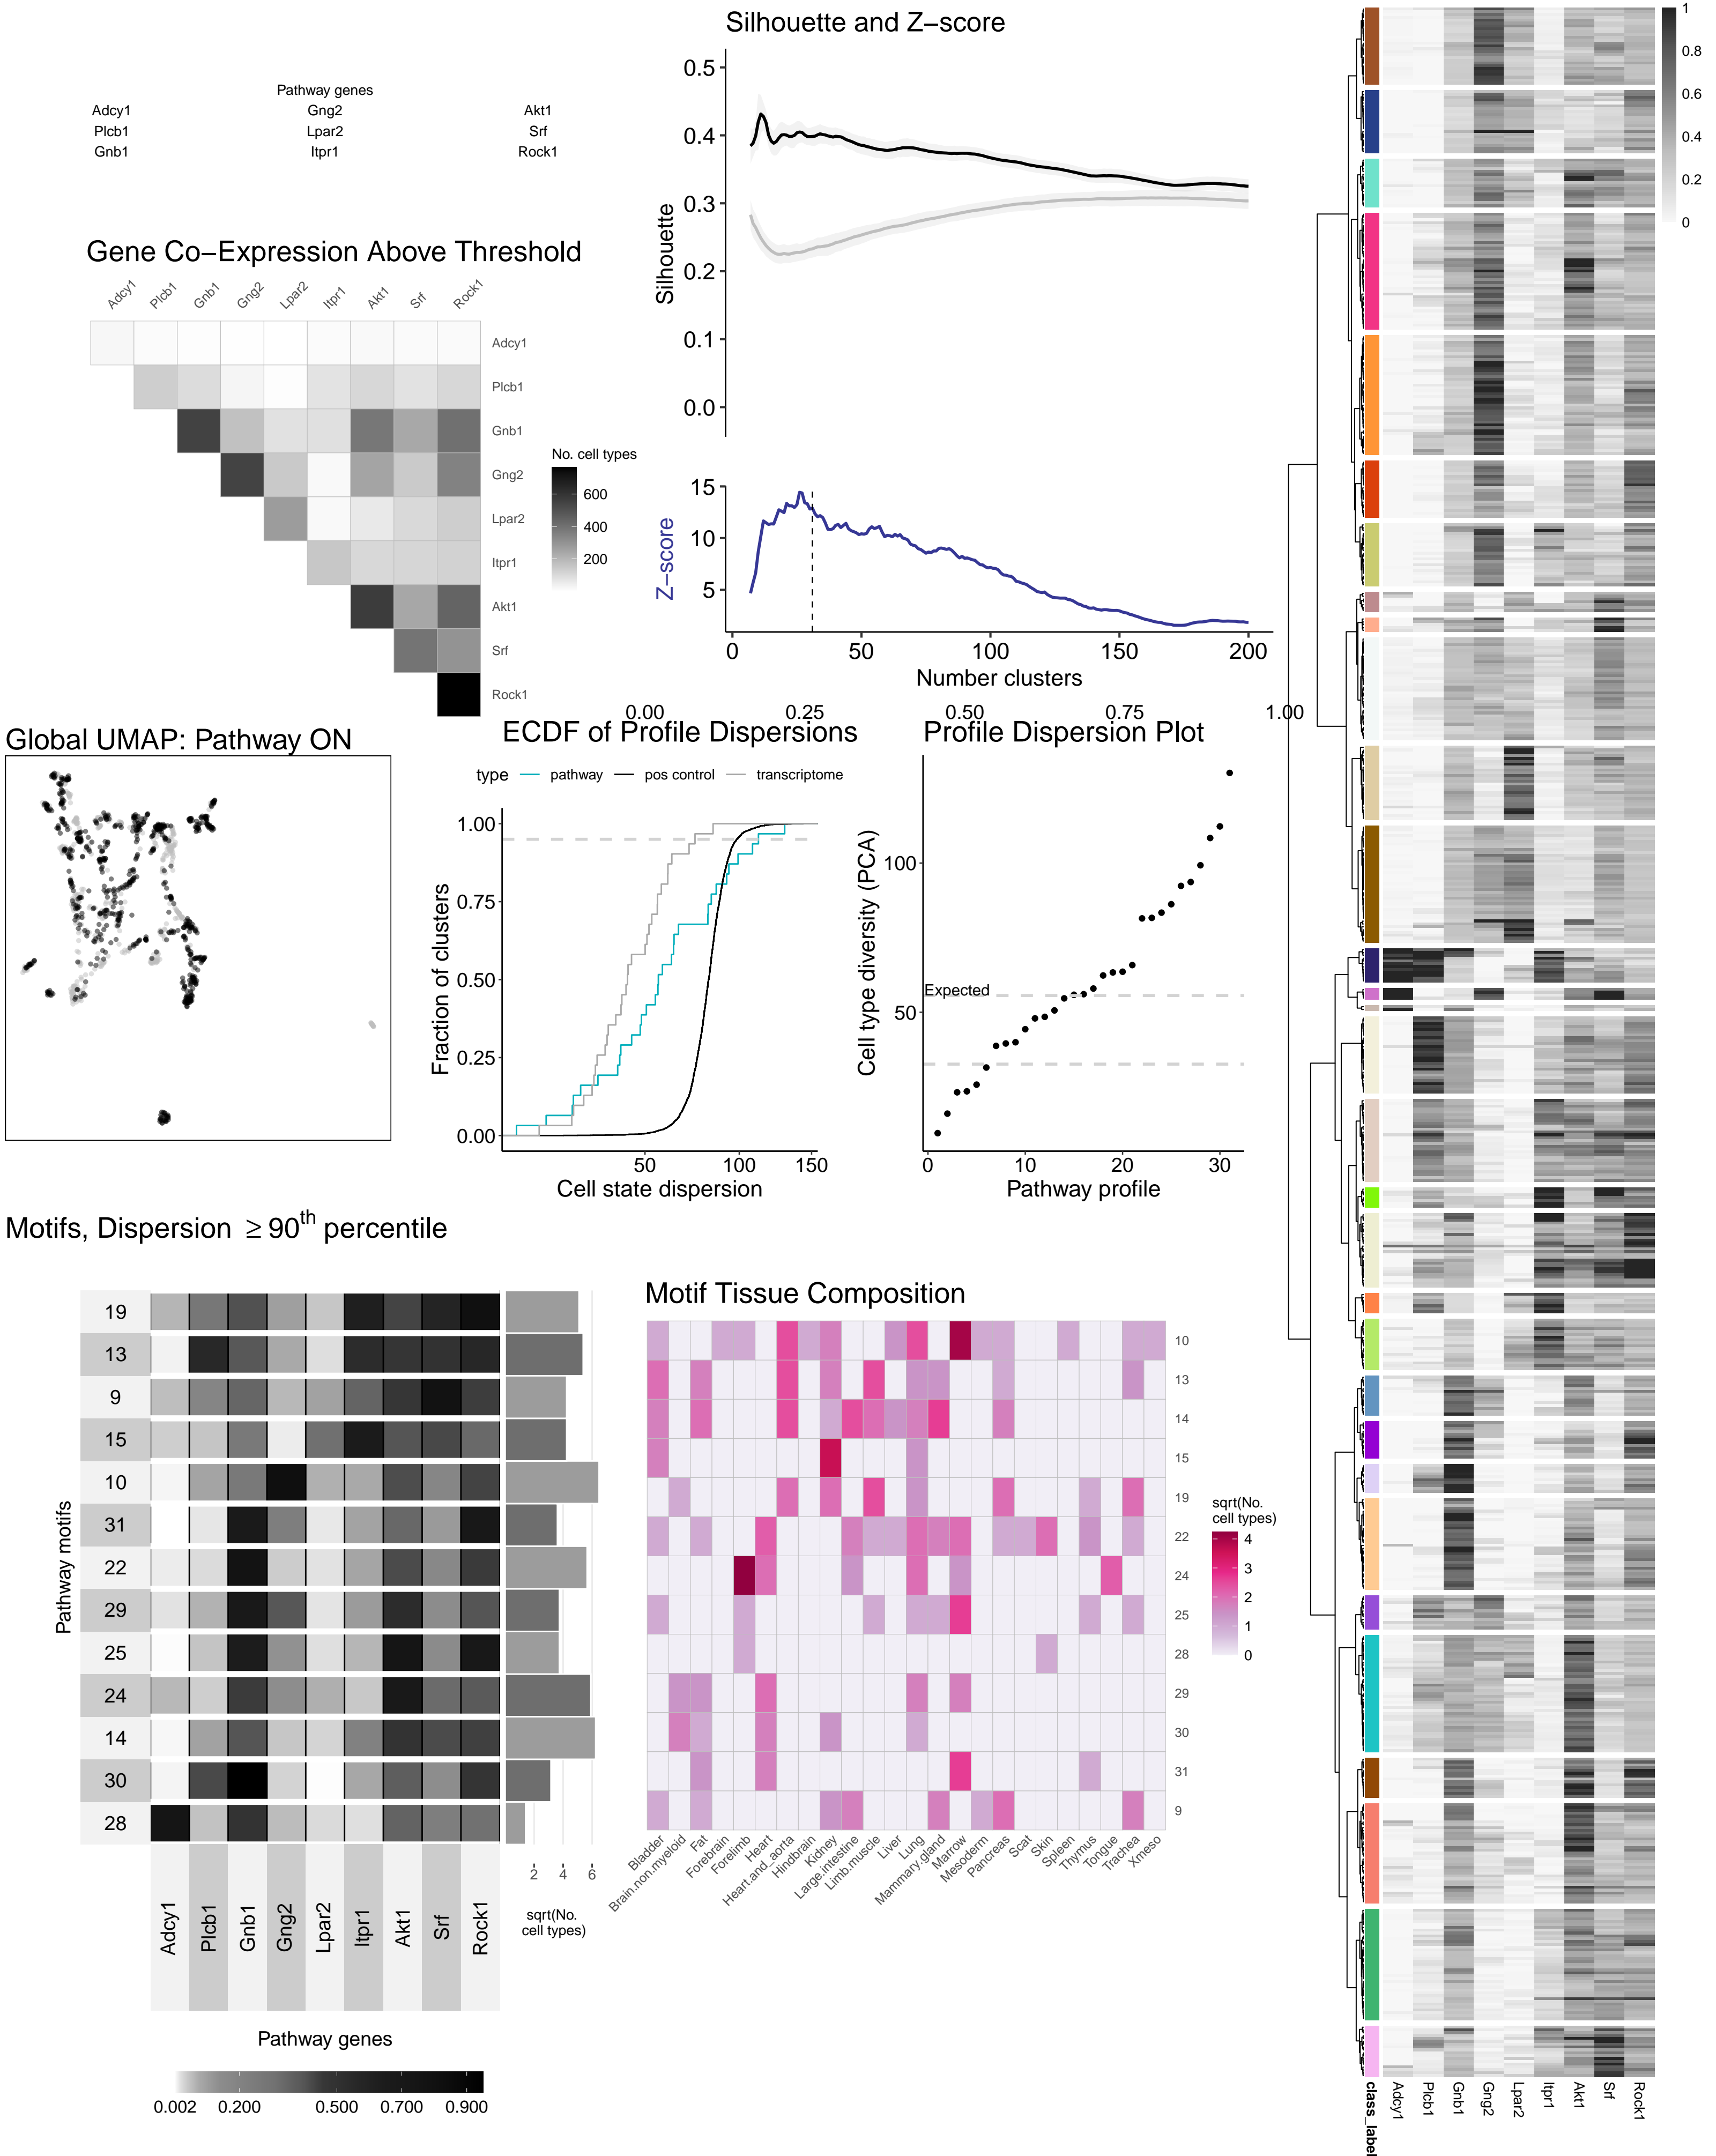 Silhouette and Z−score
Pathway genes
Adcy1 Gng2 Akt1
Plcb1 Lpar2 Srf
Gnb1 Itpr1 Rock1
0.5
0.4
0.3
0.2
0.1
0.0
Silhouette
15
10
5
Z−score
0 50 100 150 200
Number clusters
Gene Co−Expression Above Threshold
Adcy1 Plcb1 Gnb1 Gng2 Lpar2 Itpr1 Akt1 Srf Rock1
Adcy1
Plcb1
Gnb1
Gng2
Lpar2
Itpr1
Akt1
Srf
Rock1
No. cell types
600
400
200
0.00 0.25 0.50 0.75 1.00
Global UMAP: Pathway ON
ECDF of Profile Dispersions
type pathway pos control transcriptome
1.00
0.75
0.50
0.25
0.00
Fraction of clusters
50 100 150
Cell state dispersion
Profile Dispersion Plot
100
50
Cell type diversity (PCA)
Expected
0 10 20 30
Pathway profile
Motifs, Dispersion ≥ 90th percentile
19
13
9
15
10
31
22
29
25
24
14
30
28
Pathway motifs
Adcy1 Plcb1 Gnb1 Gng2 Lpar2 Itpr1 Akt1 Srf Rock1
2 4 6
sqrt(No.
cell types)
Pathway genes
0.002 0.200 0.500 0.700 0.900
Motif Tissue Composition
10
13
14
15
19
22
24
25
28
29
30
31
9
Bladder Brain.non.myeloid Fat Forebrain Forelimb Heart Heart.and_aorta Hindbrain Kidney Large.intestine Limb.muscle Liver Lung Mammary.gland Marrow Mesoderm Pancreas Scat Skin Spleen Thymus Tongue Trachea Xmeso
sqrt(No.
cell types)
4
3
2
1
0
1
0.8
0.6
0.4
0.2
0
class_label Adcy1 Plcb1 Gnb1 Gng2 Lpar2 Itpr1 Akt1 Srf Rock1